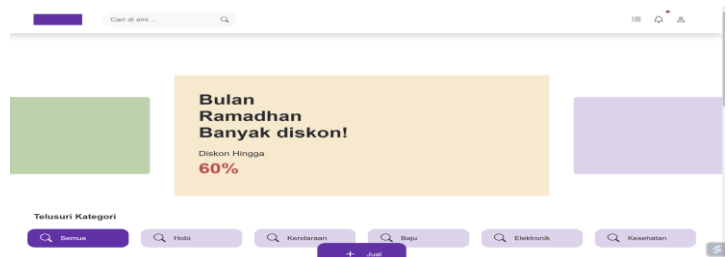 Cari di sini ...
Bulan
Ramadhan
Banyak diskon!
Diskon Hingga
60%
Telusuri Kategori
Semua
Hobi
Kendaraan
Baju
Elektronik
Kesehatan
+ Jual